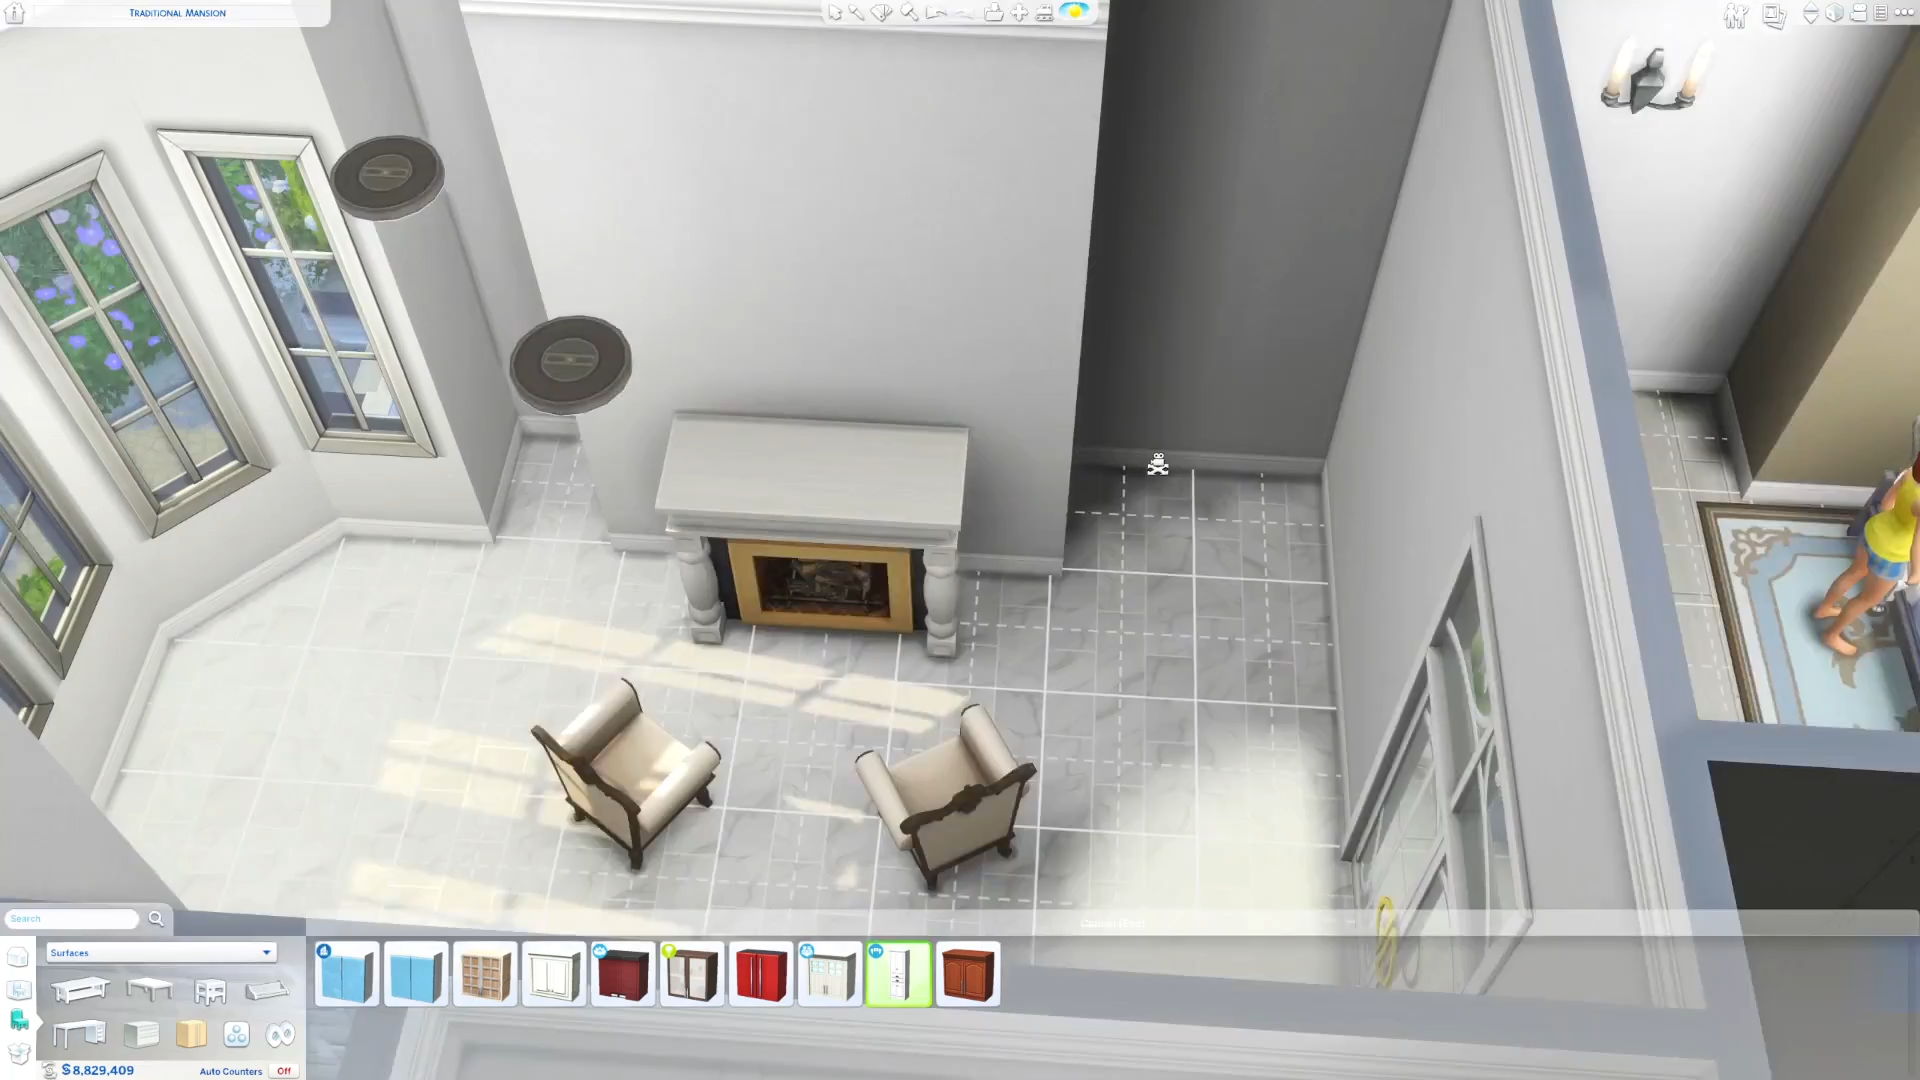 TRADITIONAL MANSION
Search
Surfaces
§8,829,409
Auto Counters
Off